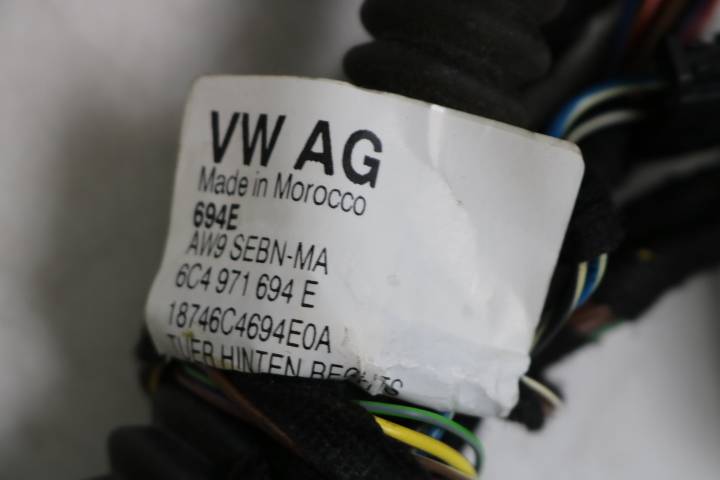 VW AG
Made in Morocco
694E
AW9 SEBN-MA
6C4 971 694 E
18746C4694E0A
TUER HINTEN RECHTS